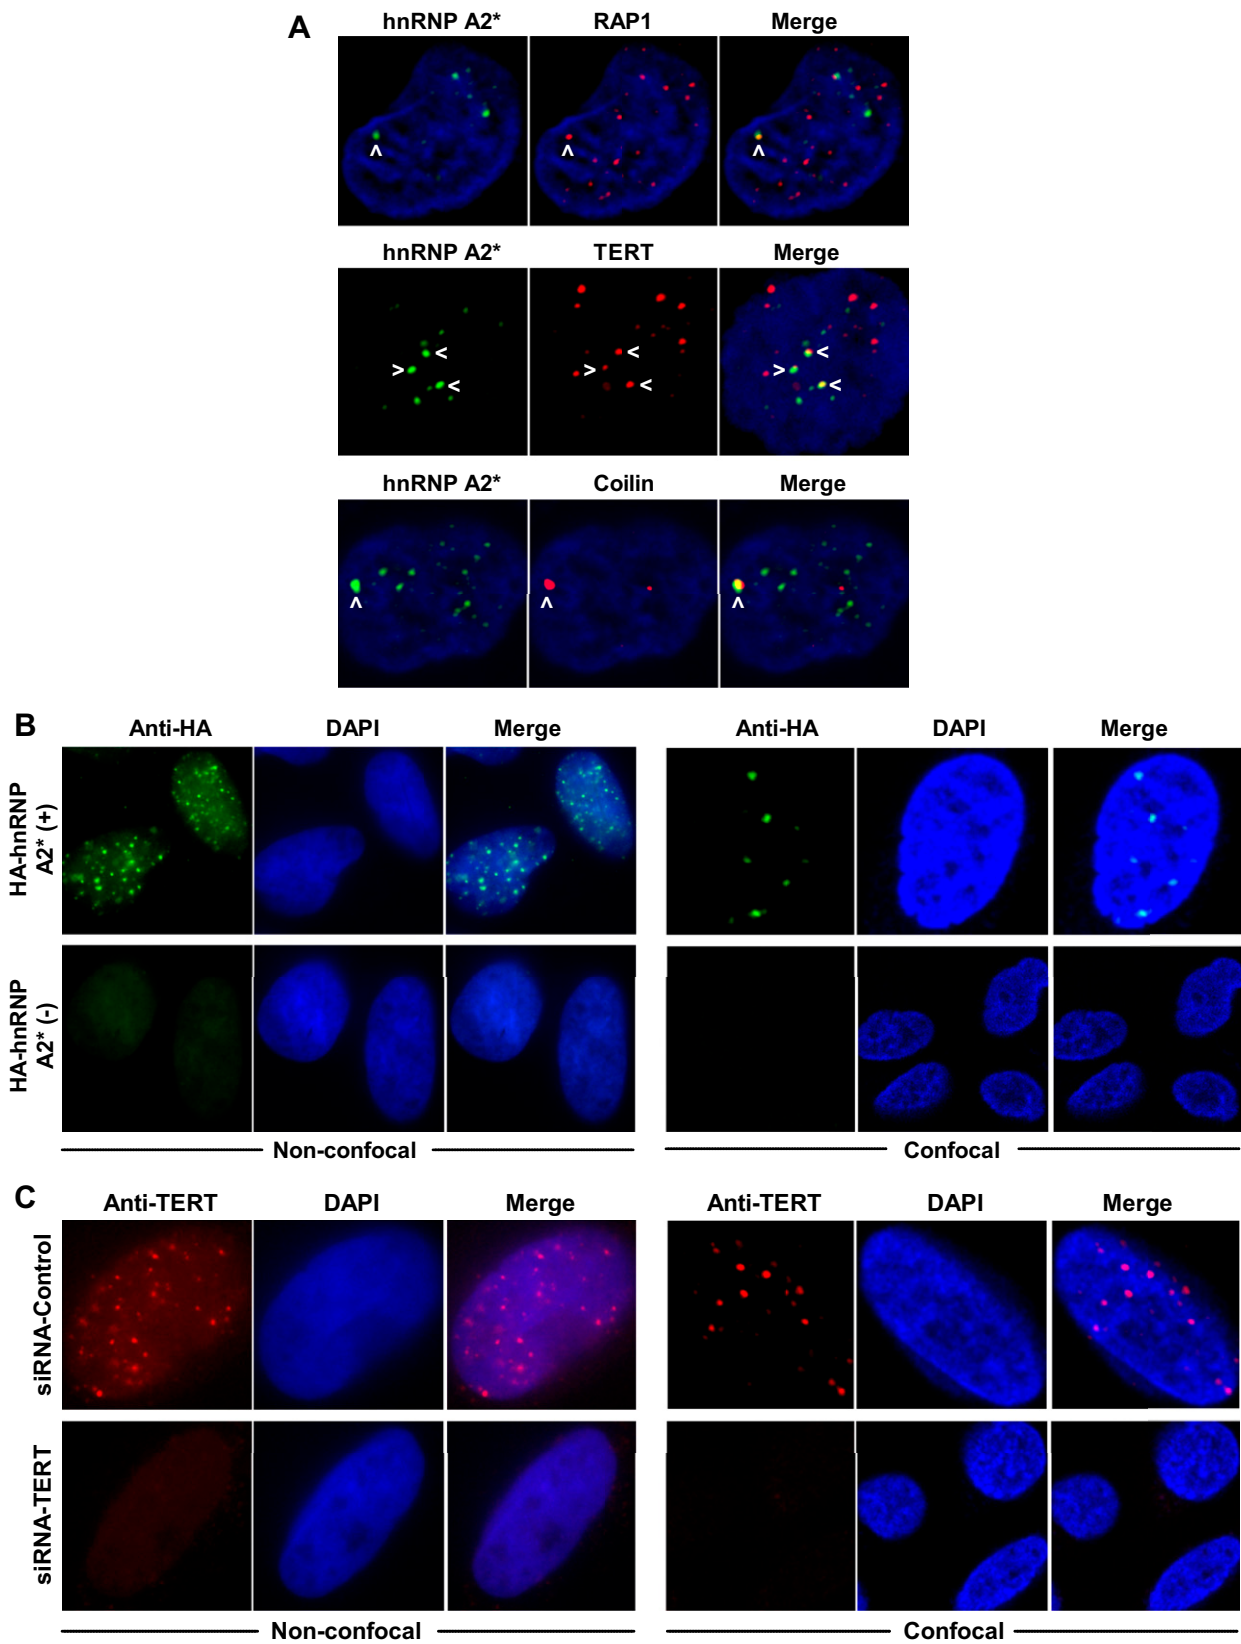 A
hnRNP A2* RAP1 Merge
^ ^ ^
hnRNP A2* TERT Merge
< < <
> > >
< < <
hnRNP A2* Coilin Merge
^ ^ ^
B
Anti-HA DAPI Merge Anti-HA DAPI Merge
HA-hnRNP
A2* (+)
HA-hnRNP
A2* (-)
Non-confocal Confocal
C
Anti-TERT DAPI Merge Anti-TERT DAPI Merge
siRNA-Control
siRNA-TERT
Non-confocal Confocal